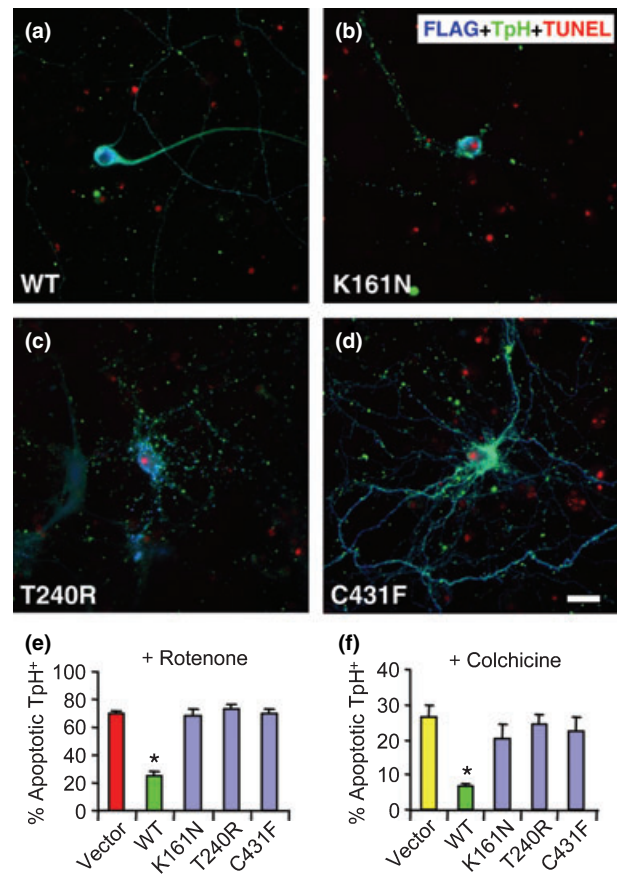 (a)
(b)
FLAG+TpH+TUNEL
WT
K161N
(c)
(d)
T240R
C431F
(e)
+ Rotenone
% Apoptotic TpH+
100
80
60
40
20
0
Vector
WT
K161N
T240R
C431F
(f)
+ Colchicine
% Apoptotic TpH+
40
30
20
10
0
Vector
WT
K161N
T240R
C431F
*
*